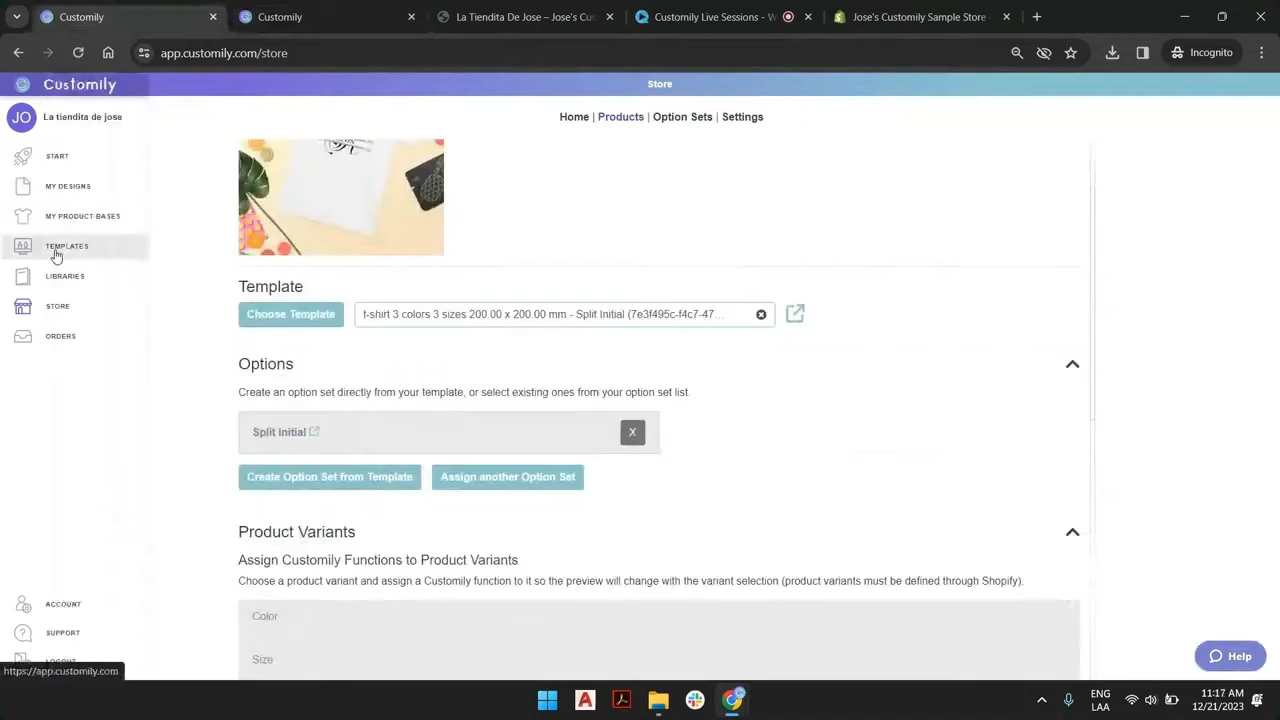 Customily
Customily
La Tiendita De Jose – Jose's Cus
Customily Live Sessions - W
Jose's Customily Sample Store
app.customily.com/store
Incognito
Customily
Store
JO
La tiendita de jose
Home | Products | Option Sets | Settings
START
MY DESIGNS
MY PRODUCT BASES
TEMPLATES
LIBRARIES
STORE
ORDERS
Template
Choose Template
t-shirt 3 colors 3 sizes 200.00 x 200.00 mm - Split Initial (7e3f495c-f4c7-47...
Options
Create an option set directly from your template, or select existing ones from your option set list.
Split Initial
X
Create Option Set from Template
Assign another Option Set
Product Variants
Assign Customily Functions to Product Variants
Choose a product variant and assign a Customily function to it so the preview will change with the variant selection (product variants must be defined through Shopify).
Color
Size
ACCOUNT
SUPPORT
LOGOUT
https://app.customily.com
Help
ENG
LAA
11:17 AM
12/21/2023